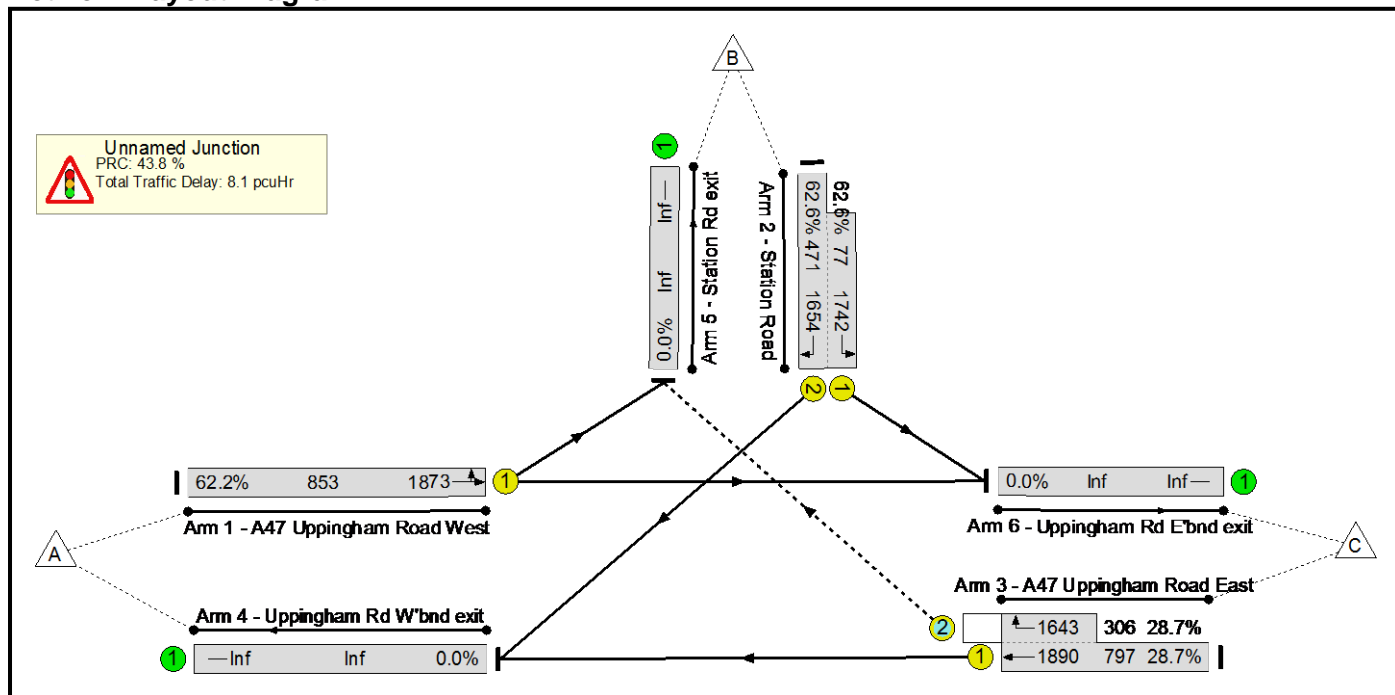 B
Unnamed Junction
PRC: 43.8 %
Total Traffic Delay: 8.1 pcuHr
1
0.0% Inf Inf
Arm 5 - Station Rd exit
Arm 2 - Station Road
62.6% 471 1654
62.6% 77 1742
2 1
62.2% 853 1873
1
Arm 1 - A47 Uppingham Road West
0.0% Inf Inf
1
Arm 6 - Uppingham Rd E'bnd exit
A
C
Arm 3 - A47 Uppingham Road East
Arm 4 - Uppingham Rd W'bnd exit
2
1643 306 28.7%
1
Inf Inf 0.0%
1
1890 797 28.7%